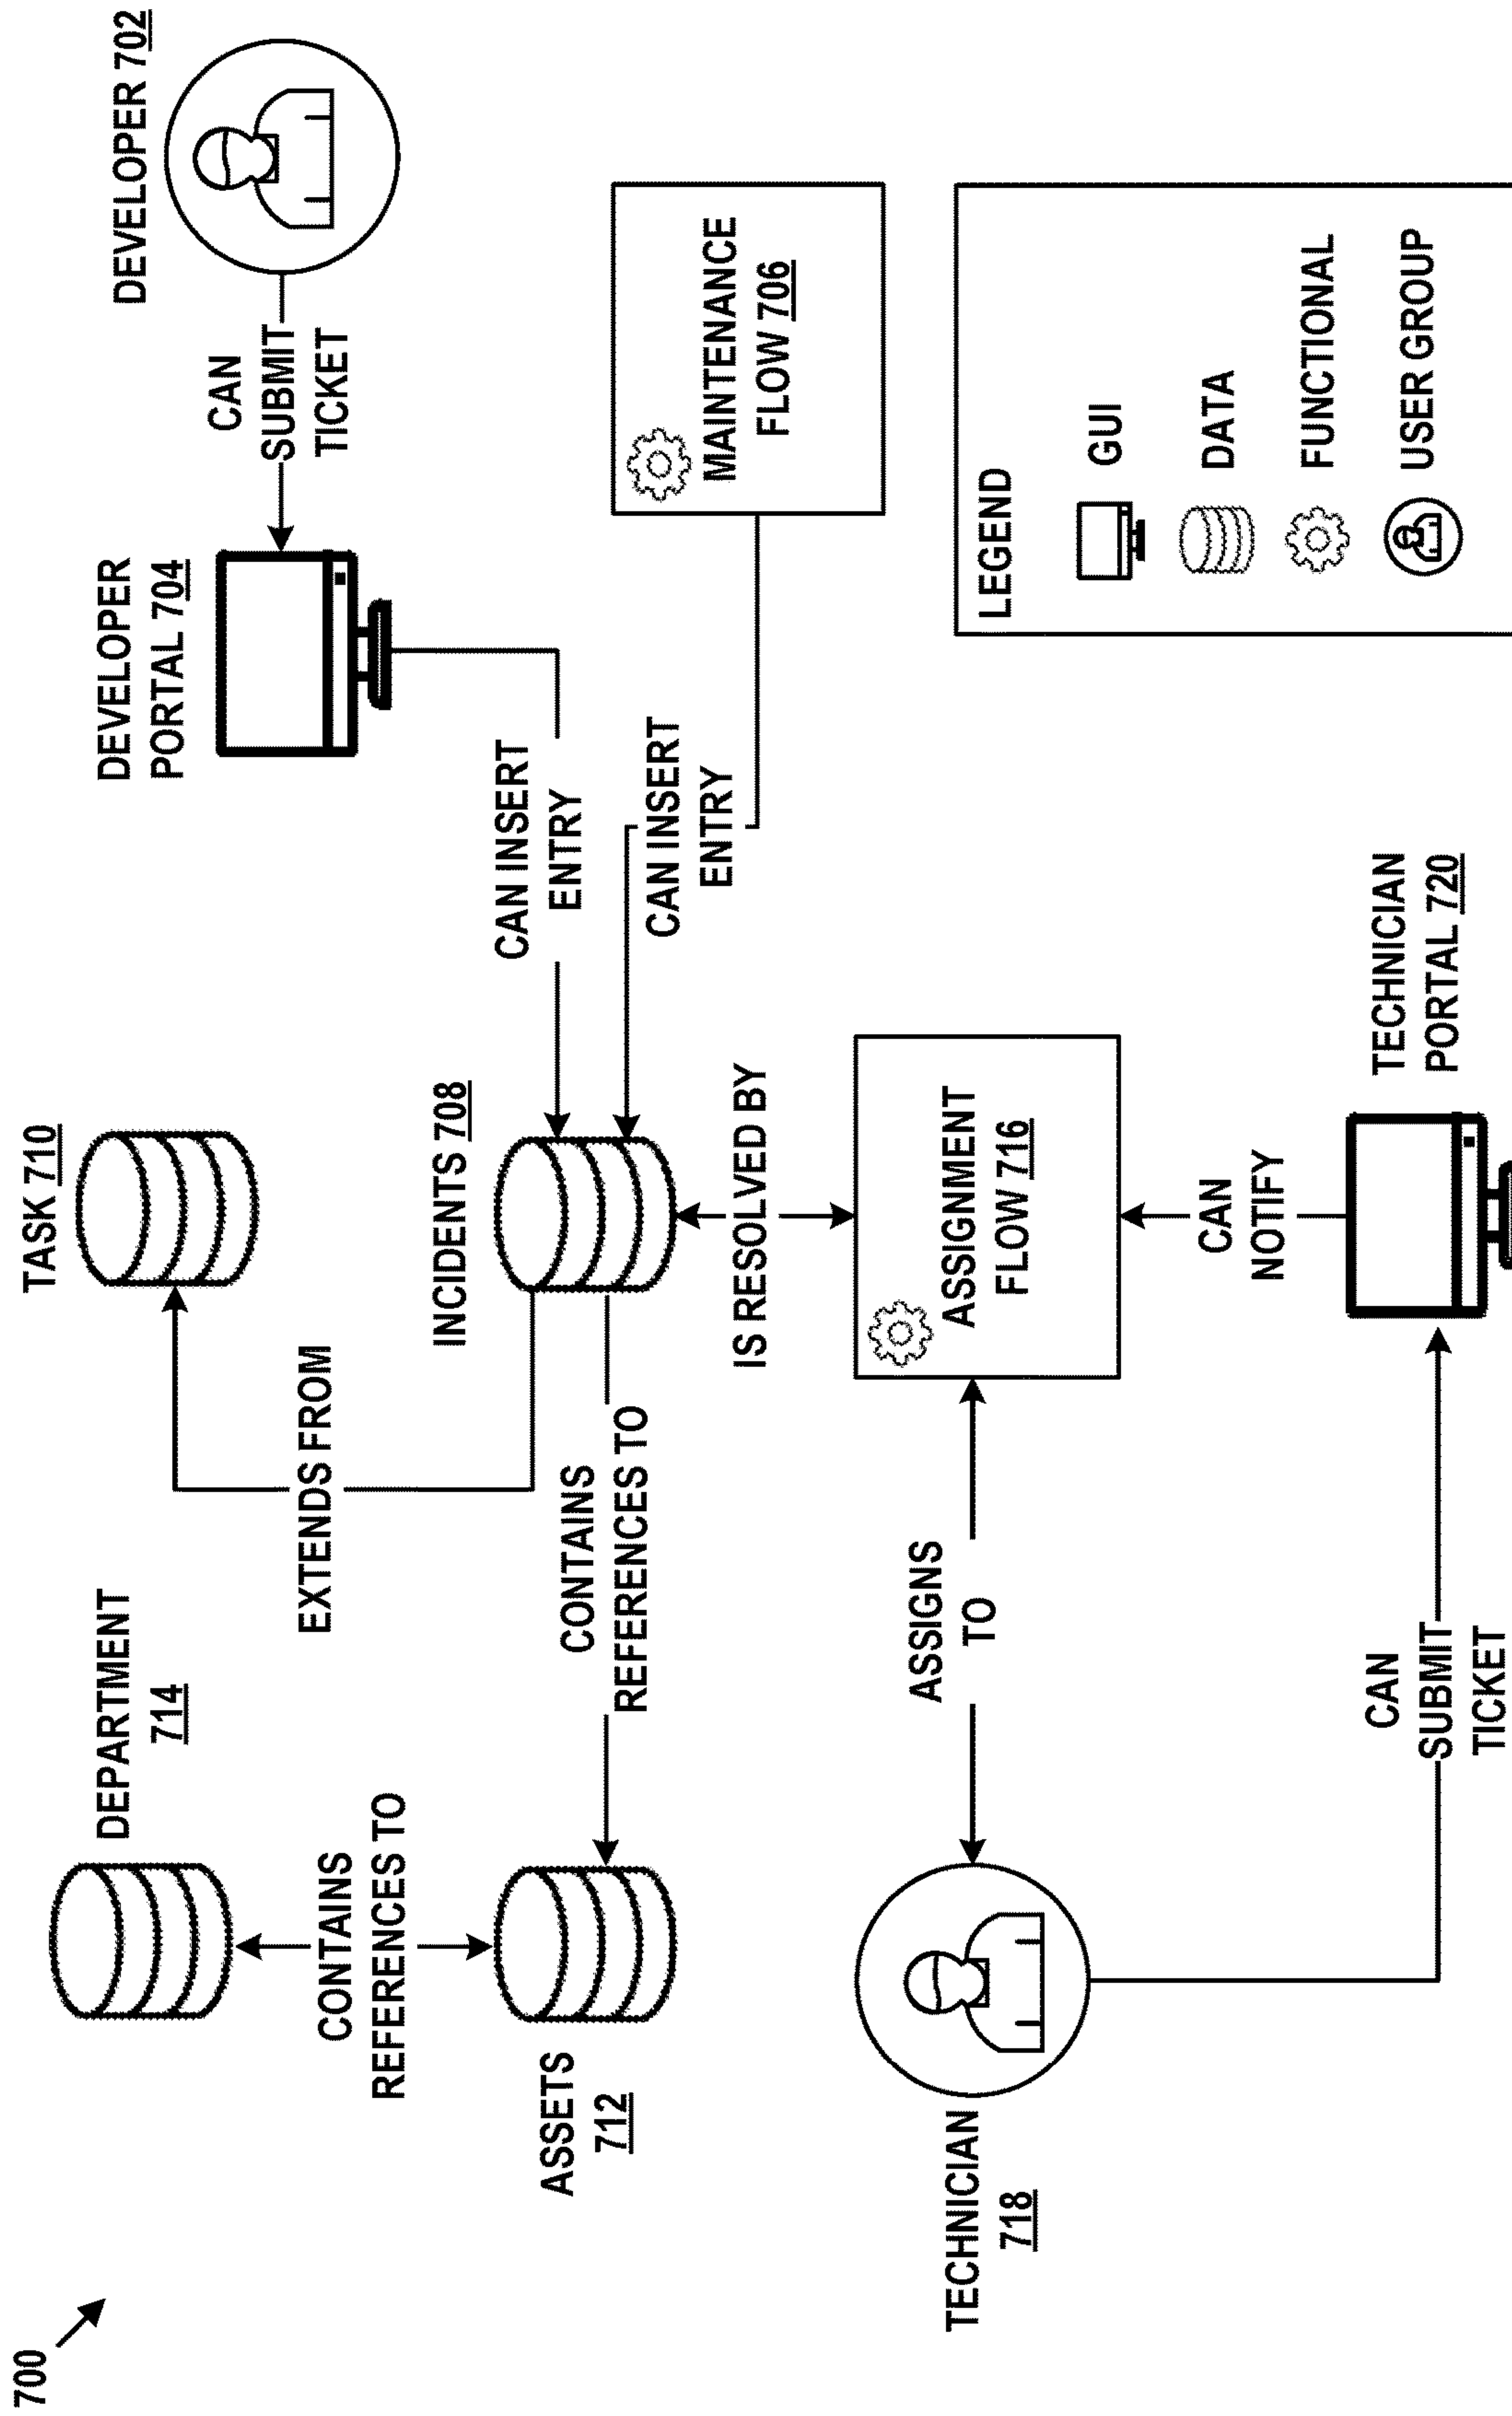 700
DEPARTMENT
714
TASK 710
DEVELOPER
PORTAL 704
DEVELOPER 702
CAN
SUBMIT
TICKET
EXTENDS FROM
CONTAINS
REFERENCES TO
INCIDENTS 708
CAN INSERT
ENTRY
ASSETS
712
CONTAINS
REFERENCES TO
CAN INSERT
ENTRY
MAINTENANCE
FLOW 706
IS RESOLVED BY
TECHNICIAN
718
ASSIGNS
TO
ASSIGNMENT
FLOW 716
CAN
NOTIFY
CAN
SUBMIT
TICKET
TECHNICIAN
PORTAL 720
LEGEND
GUI
DATA
FUNCTIONAL
USER GROUP